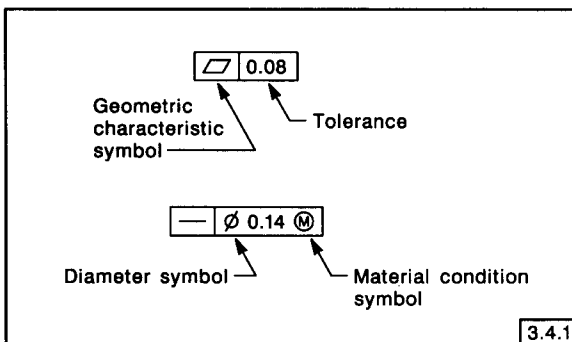 ⏥ 0.08
Geometric
characteristic
symbol
Tolerance
— Ø 0.14 Ⓜ
Diameter symbol
Material condition
symbol
3.4.1